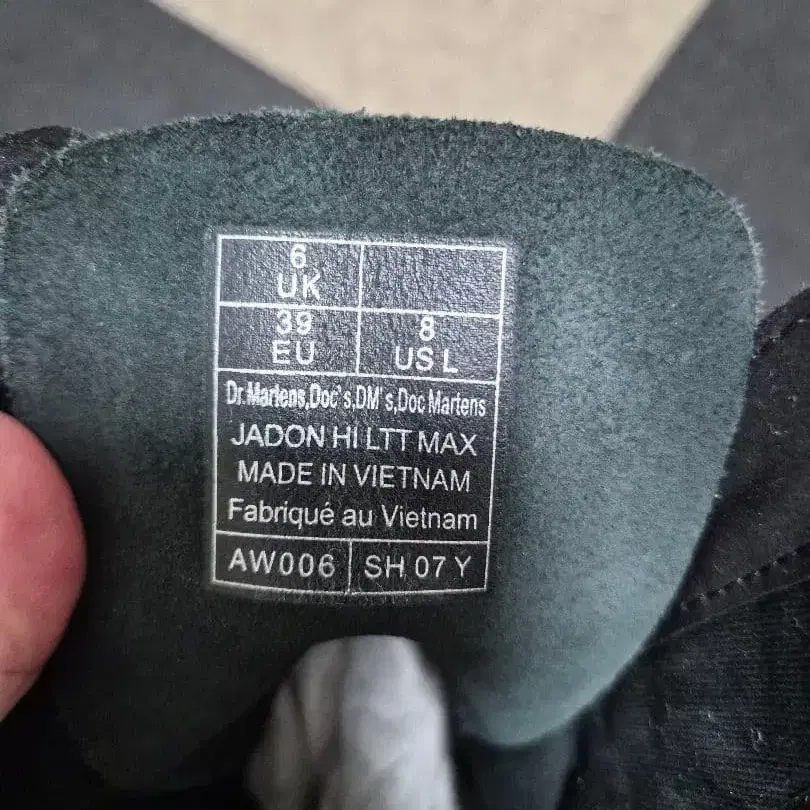 6
UK
39
EU
8
US L
Dr.Martens,Doc's,DM's,Doc Martens
JADON HI LTT MAX
MADE IN VIETNAM
Fabriqué au Vietnam
AW006 SH 07 Y